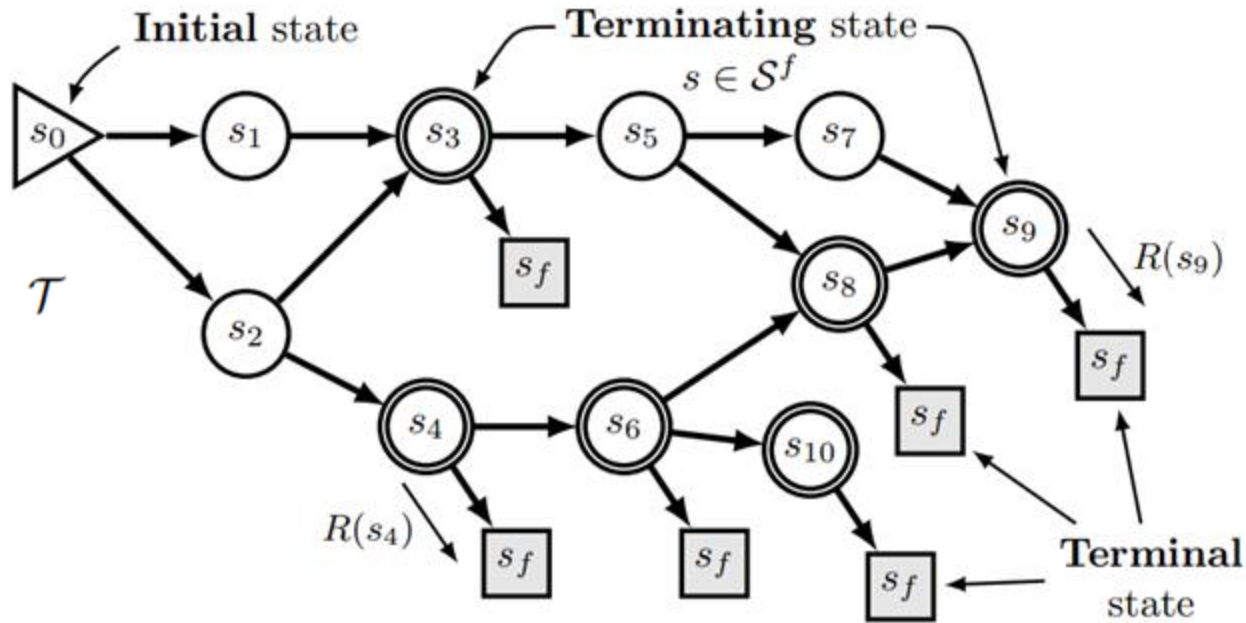 Initial state
Terminating state
s ∈ 𝒮^f
s_0
s_1
s_3
s_5
s_7
s_9
R(s_9)
s_f
s_8
𝒯
s_2
s_f
s_4
s_6
s_10
s_f
R(s_4)
s_f
s_f
s_f
Terminal
state